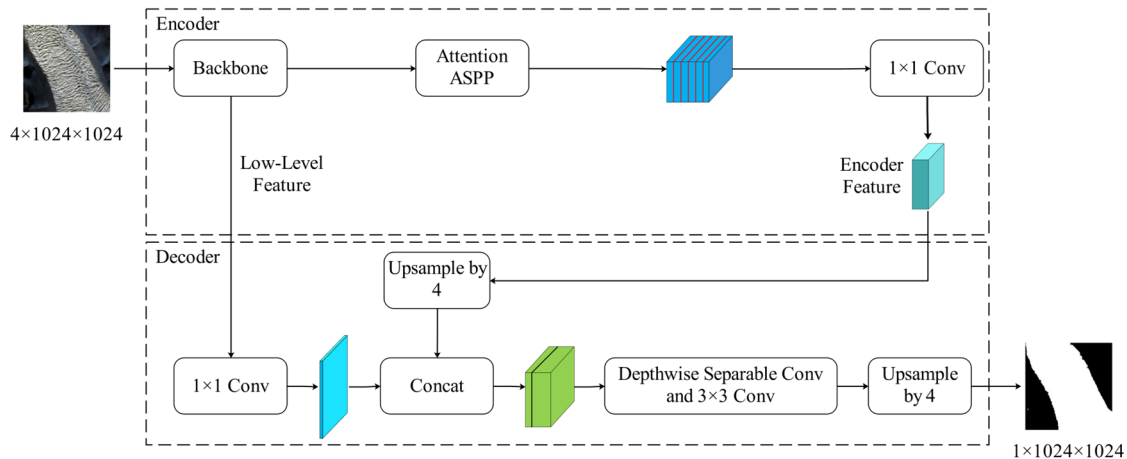 Encoder
Backbone
Attention
ASPP
1×1 Conv
4×1024×1024
Low-Level
Feature
Encoder
Feature
Decoder
Upsample by
4
1×1 Conv
Concat
Depthwise Separable Conv
and 3×3 Conv
Upsample
by 4
1×1024×1024